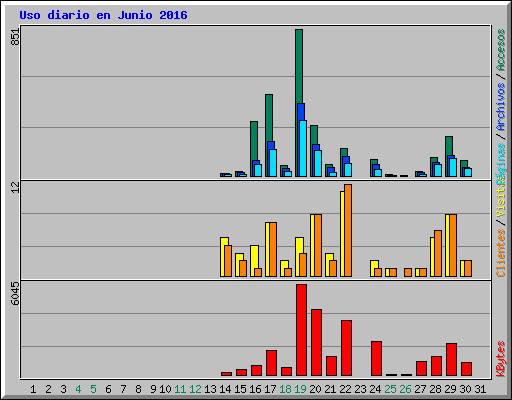 Uso diario en Junio 2016
851
12
6045
Accesos / Archivos / Páginas
Visitas / Clientes
KBytes
1 2 3 4 5 6 7 8 9 10 11 12 13 14 15 16 17 18 19 20 21 22 23 24 25 26 27 28 29 30 31